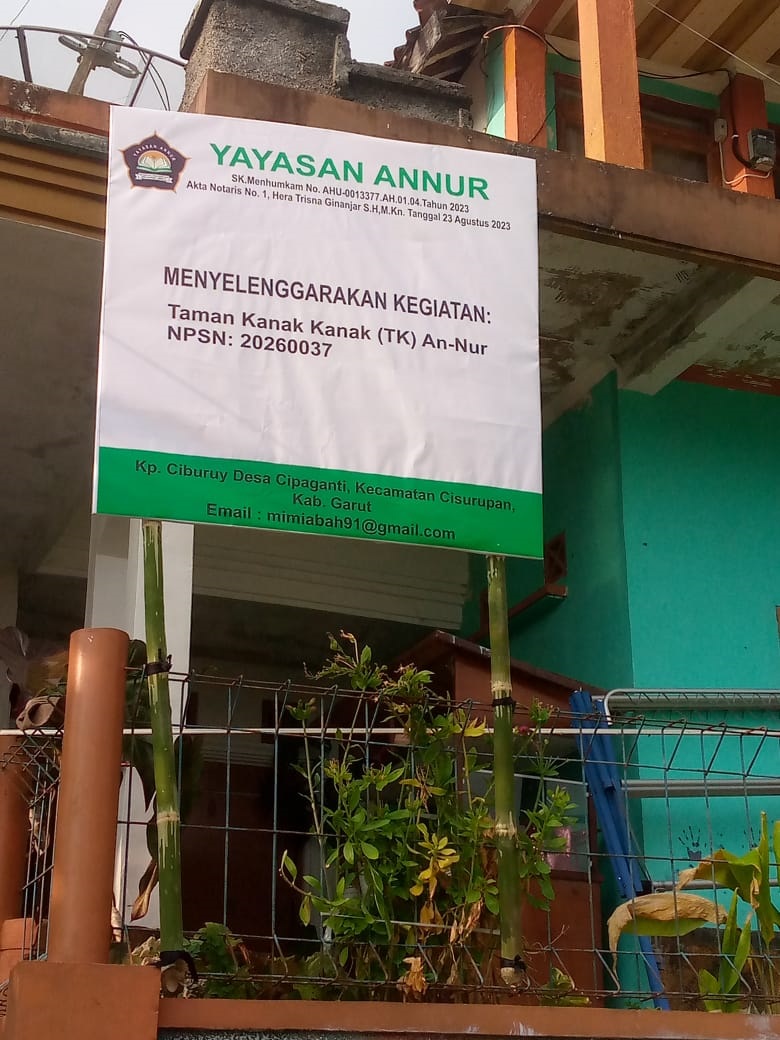 YAYASAN ANNUR
YAYASAN ANNUR
SK.Menhumkam No. AHU-0013377.AH.01.04.Tahun 2023
Akta Notaris No. 1, Hera Trisna Ginanjar S.H,M.Kn. Tanggal 23 Agustus 2023
MENYELENGGARAKAN KEGIATAN:
Taman Kanak Kanak (TK) An-Nur
NPSN: 20260037
Kp. Ciburuy Desa Cipaganti, Kecamatan Cisurupan,
Kab. Garut
Email : mimiabah91@gmail.com